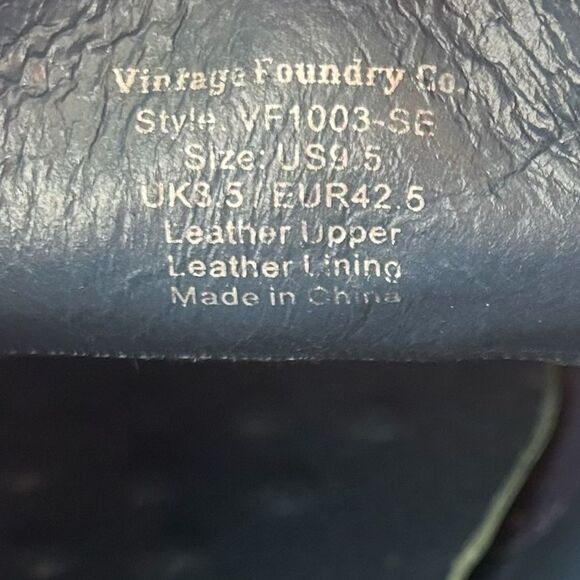 Vintage Foundry Co.
Style: VF1003-SE
Size: US9.5
UK8.5 / EUR42.5
Leather Upper
Leather Lining
Made in China